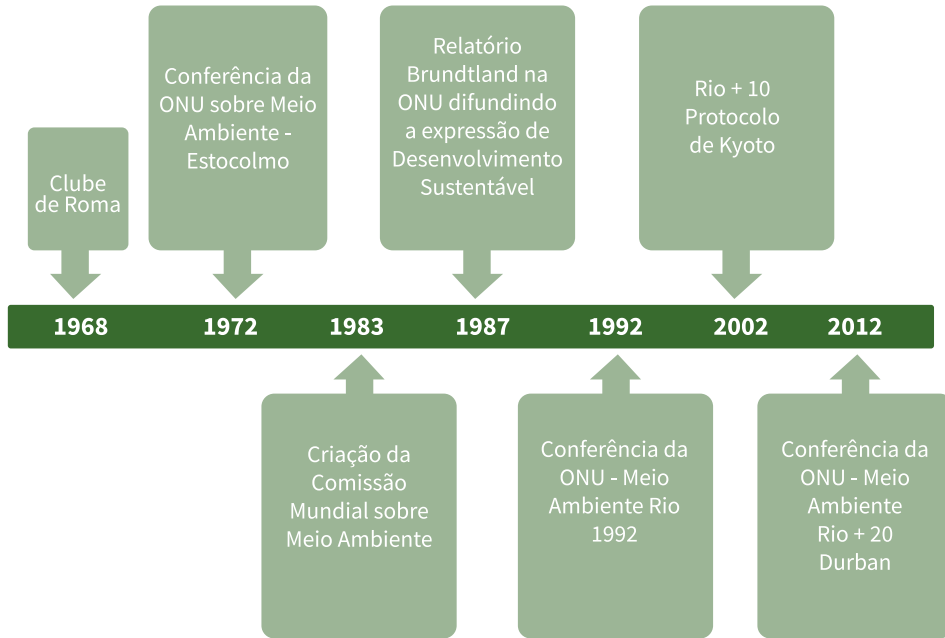 Clube
de Roma
Conferência da
ONU sobre Meio
Ambiente -
Estocolmo
Relatório
Brundtland na
ONU difundindo
a expressão de
Desenvolvimento
Sustentável
Rio + 10
Protocolo
de Kyoto
1968 1972 1983 1987 1992 2002 2012
Criação da
Comissão
Mundial sobre
Meio Ambiente
Conferência da
ONU - Meio
Ambiente Rio
1992
Conferência da
ONU - Meio
Ambiente
Rio + 20
Durban